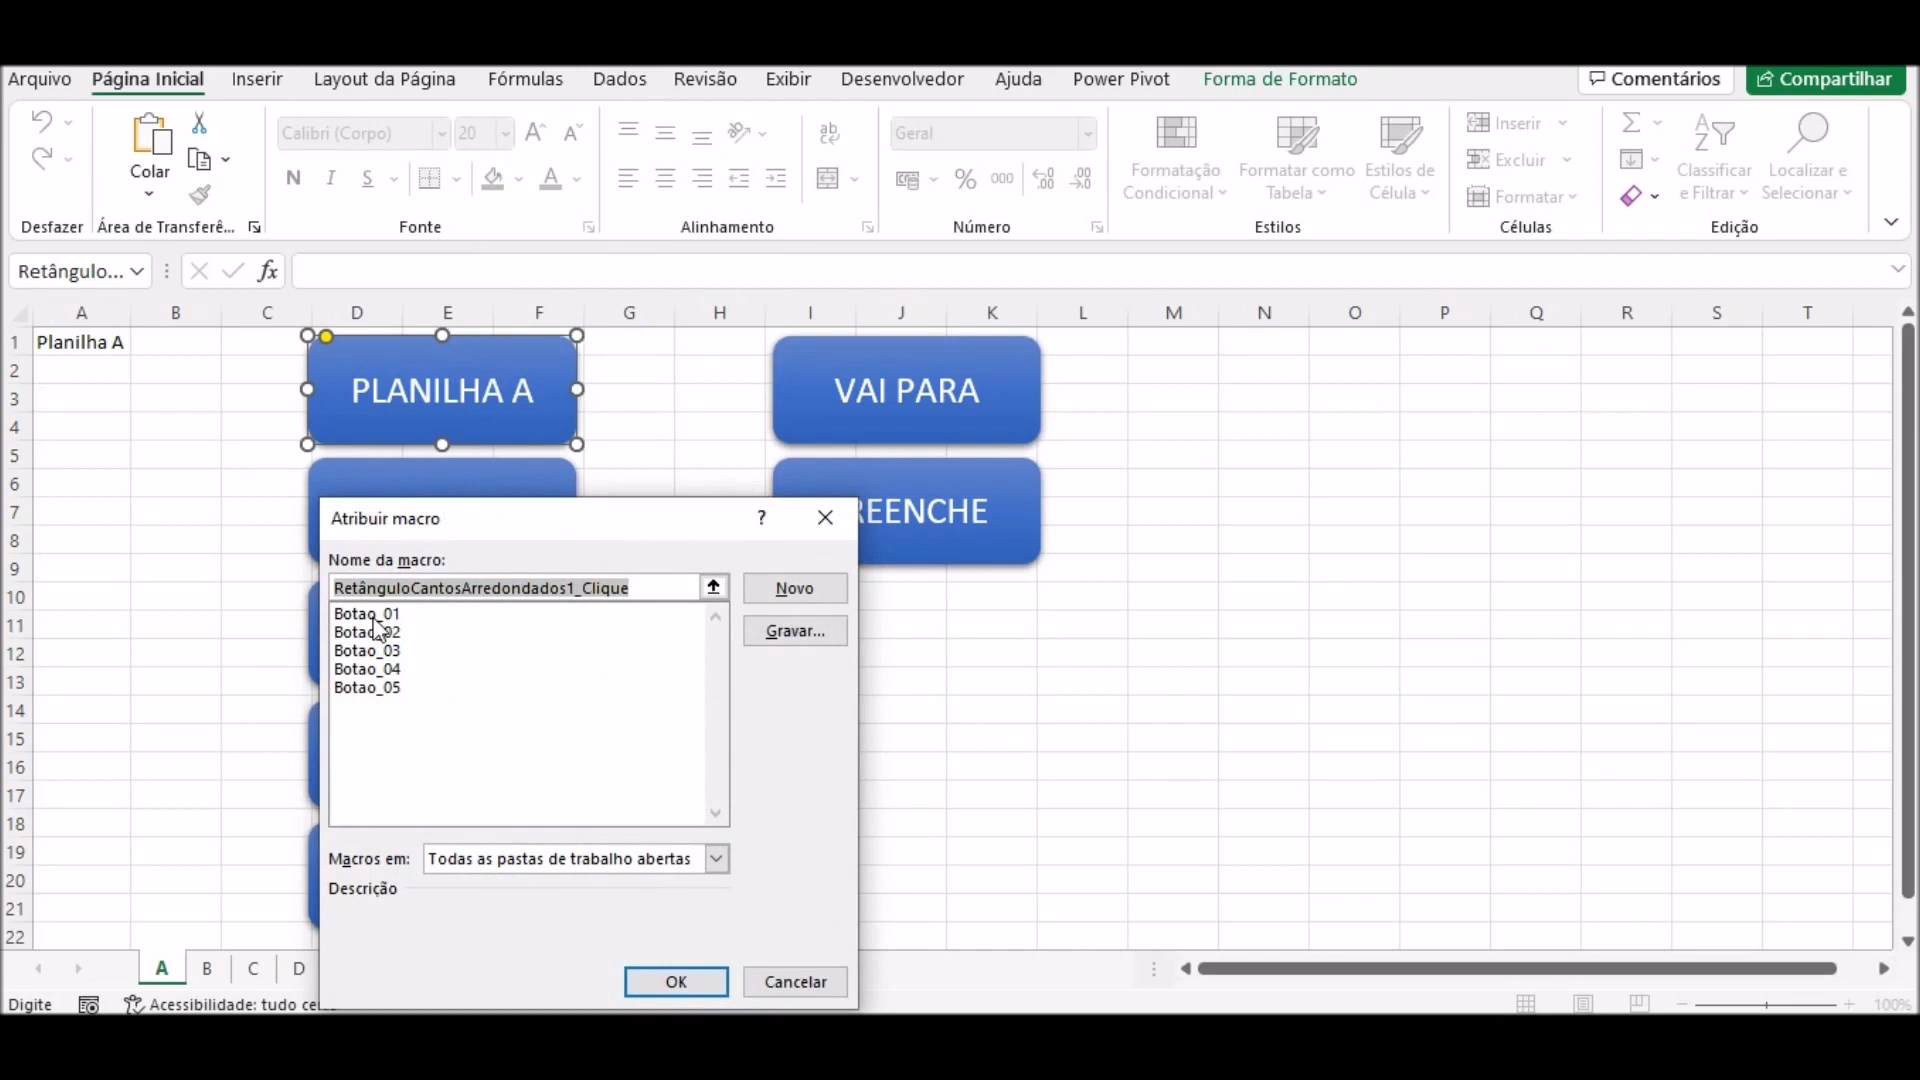 Arquivo Página Inicial Inserir Layout da Página Fórmulas Dados Revisão Exibir Desenvolvedor Ajuda Power Pivot Forma de Formato Comentários Compartilhar
Calibri (Corpo) 20 Geral
Colar
N I S
% 000
Formatação Condicional
Formatar como Tabela
Estilos de Célula
Inserir
Excluir
Formatar
Classificar e Filtrar
Localizar e Selecionar
Desfazer Área de Transferê... Fonte Alinhamento Número Estilos Células Edição
Retângulo... fx
A B C D E F G H I J K L M N O P Q R S T
1 Planilha A
2
3
4
5
6
7
8
9
10
11
12
13
14
15
16
17
18
19
20
21
22
PLANILHA A
VAI PARA
REENCHE
Atribuir macro ?
Nome da macro:
RetânguloCantosArredondados1_Clique
Botao_01
Botao_02
Botao_03
Botao_04
Botao_05
Novo
Gravar...
Macros em: Todas as pastas de trabalho abertas
Descrição
OK Cancelar
A B C D
Digite Acessibilidade: tudo cer
100%